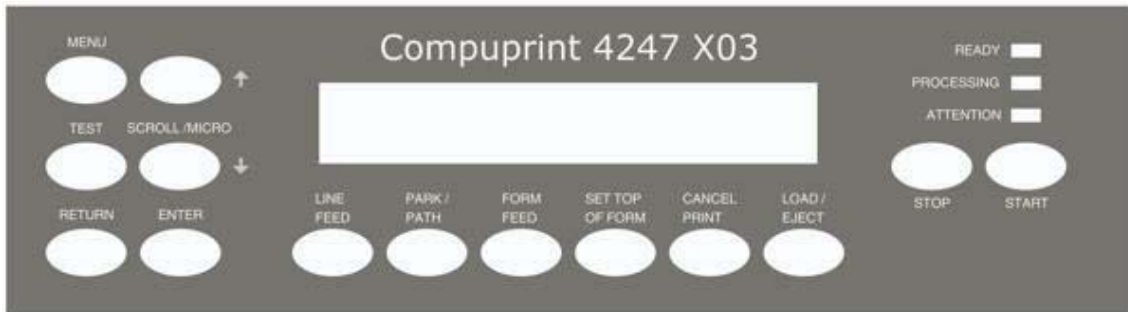 Compuprint 4247 X03
MENU
TEST
SCROLL /MICRO
RETURN
ENTER
LINE
FEED
PARK /
PATH
FORM
FEED
SET TOP
OF FORM
CANCEL
PRINT
LOAD /
EJECT
READY
PROCESSING
ATTENTION
STOP
START